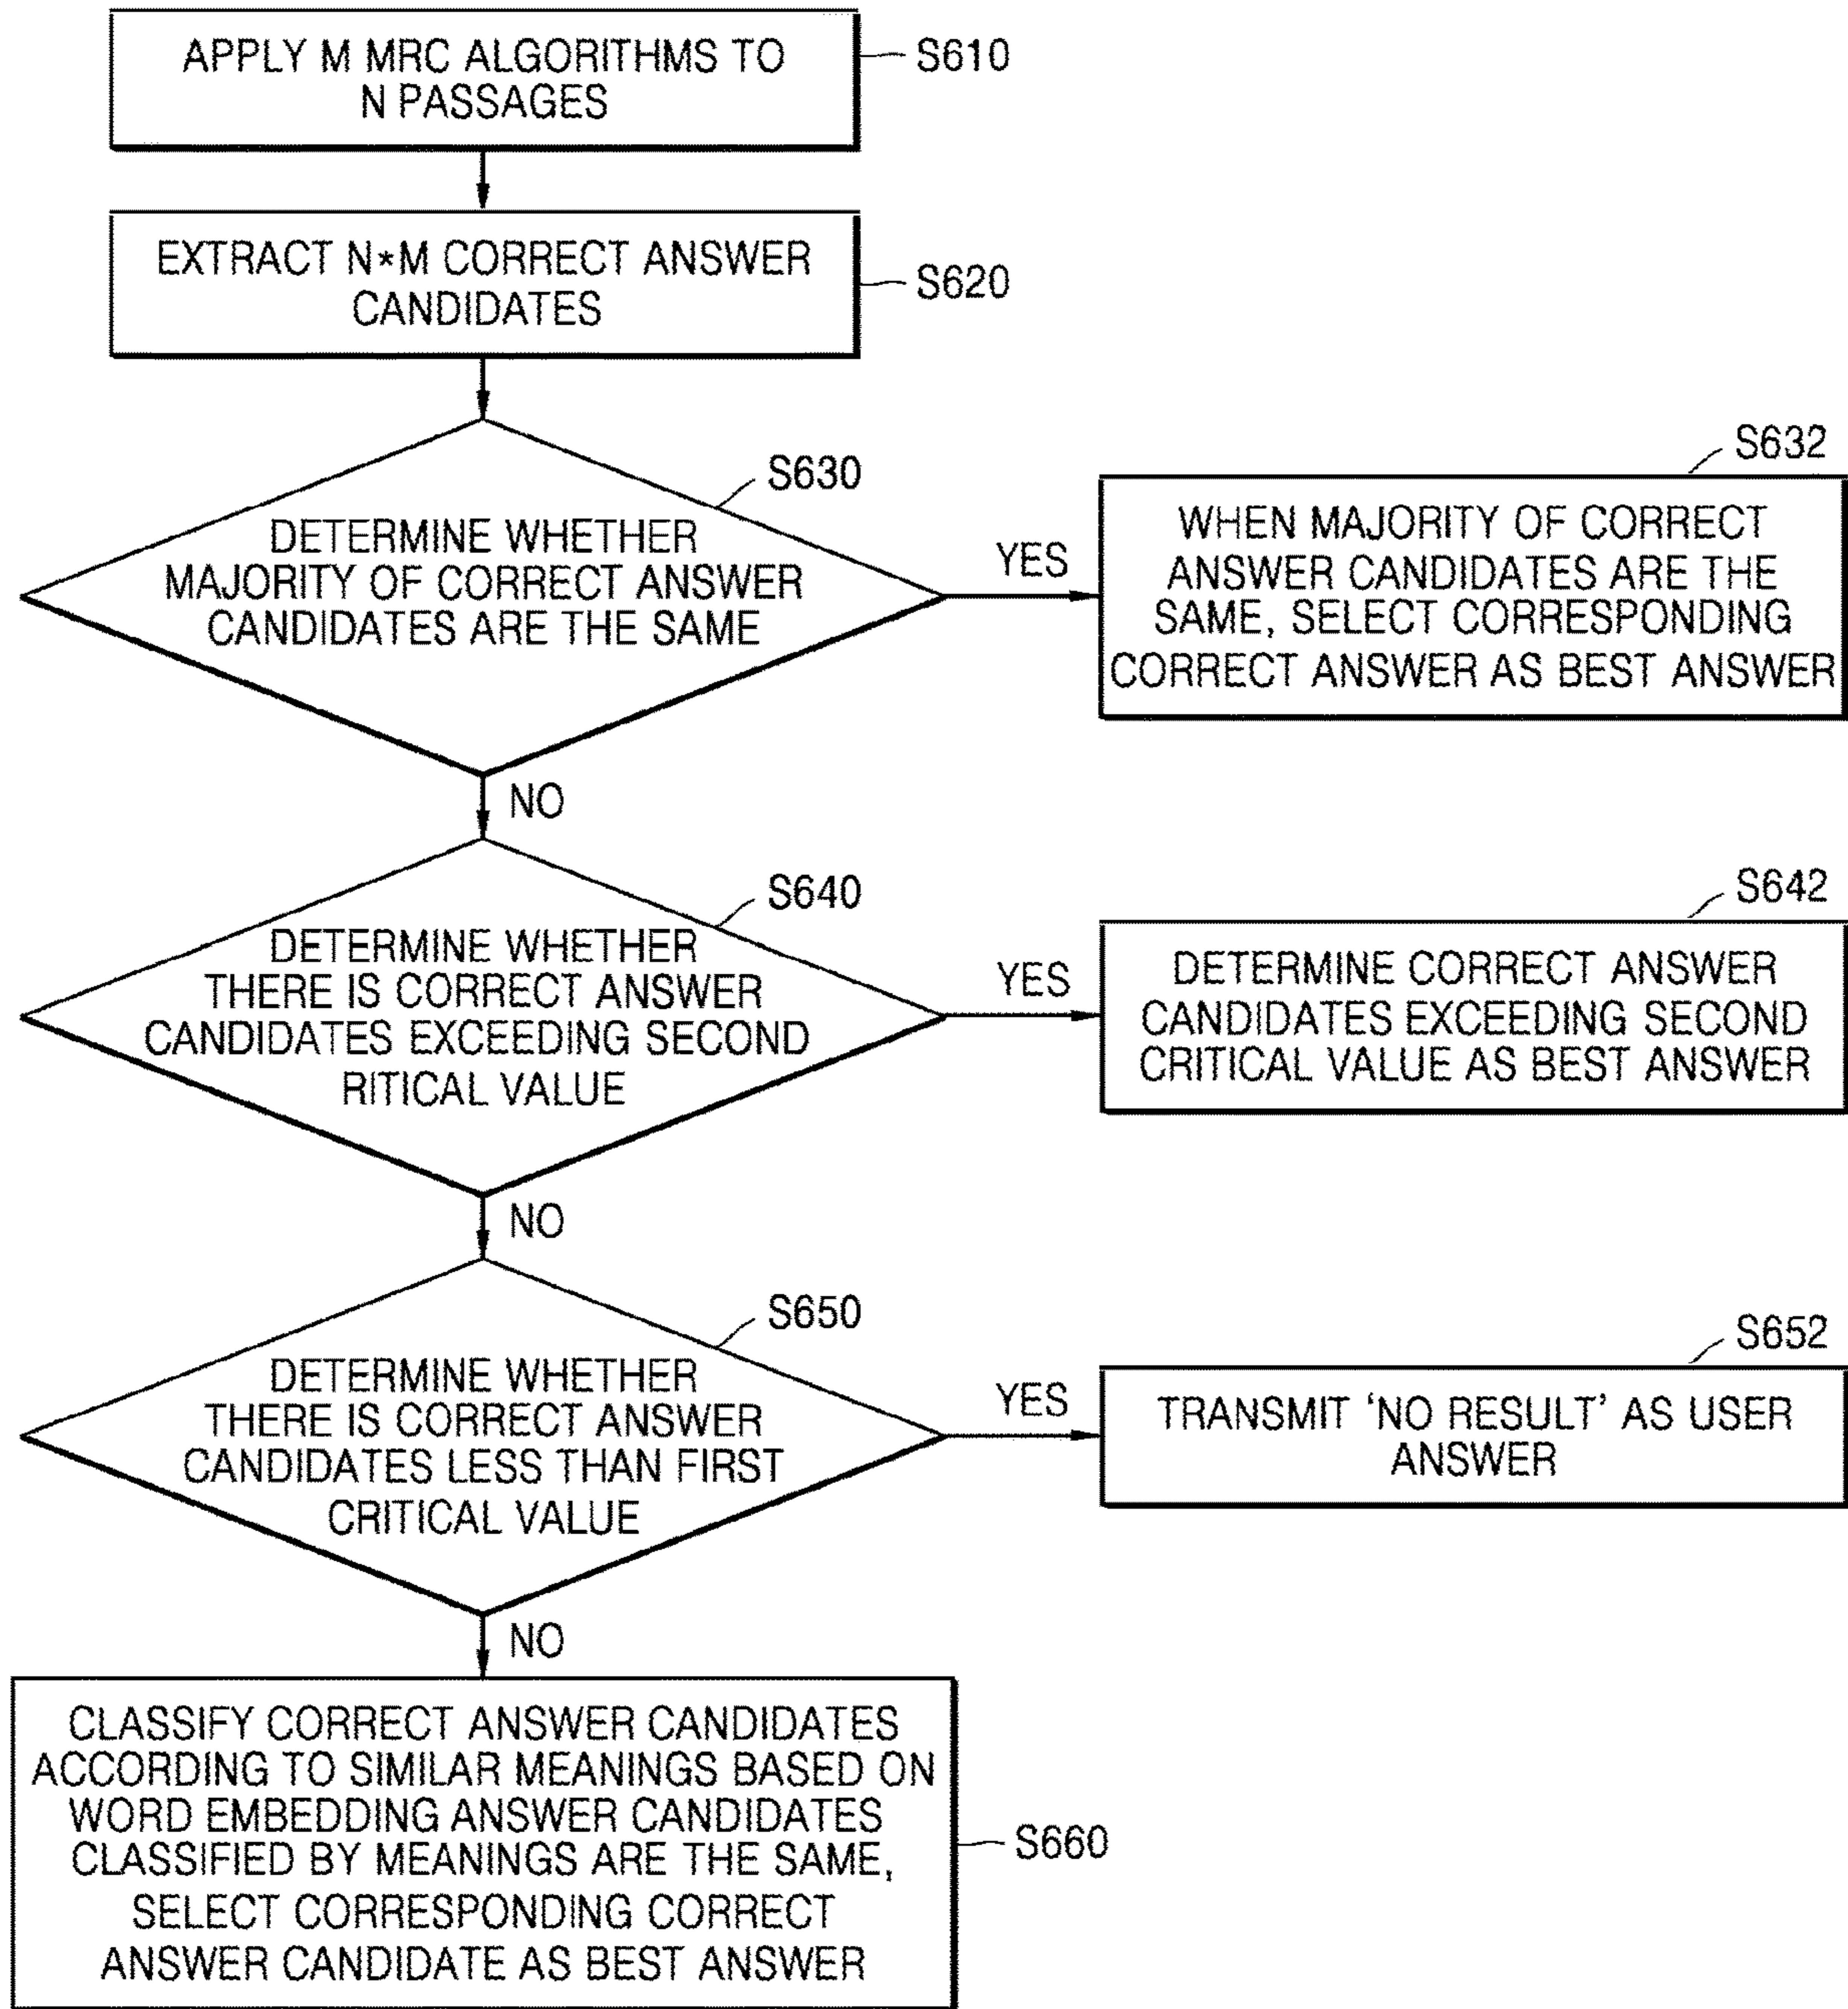 APPLY M MRC ALGORITHMS TO
N PASSAGES
S610
EXTRACT N*M CORRECT ANSWER
CANDIDATES
S620
S630
DETERMINE WHETHER
MAJORITY OF CORRECT ANSWER
CANDIDATES ARE THE SAME
YES
S632
WHEN MAJORITY OF CORRECT
ANSWER CANDIDATES ARE THE
SAME, SELECT CORRESPONDING
CORRECT ANSWER AS BEST ANSWER
NO
S640
DETERMINE WHETHER
THERE IS CORRECT ANSWER
CANDIDATES EXCEEDING SECOND
RITICAL VALUE
YES
S642
DETERMINE CORRECT ANSWER
CANDIDATES EXCEEDING SECOND
CRITICAL VALUE AS BEST ANSWER
NO
S650
DETERMINE WHETHER
THERE IS CORRECT ANSWER
CANDIDATES LESS THAN FIRST
CRITICAL VALUE
YES
S652
TRANSMIT ‘NO RESULT’ AS USER
ANSWER
NO
CLASSIFY CORRECT ANSWER CANDIDATES
ACCORDING TO SIMILAR MEANINGS BASED ON
WORD EMBEDDING ANSWER CANDIDATES
CLASSIFIED BY MEANINGS ARE THE SAME,
SELECT CORRESPONDING CORRECT
ANSWER CANDIDATE AS BEST ANSWER
S660